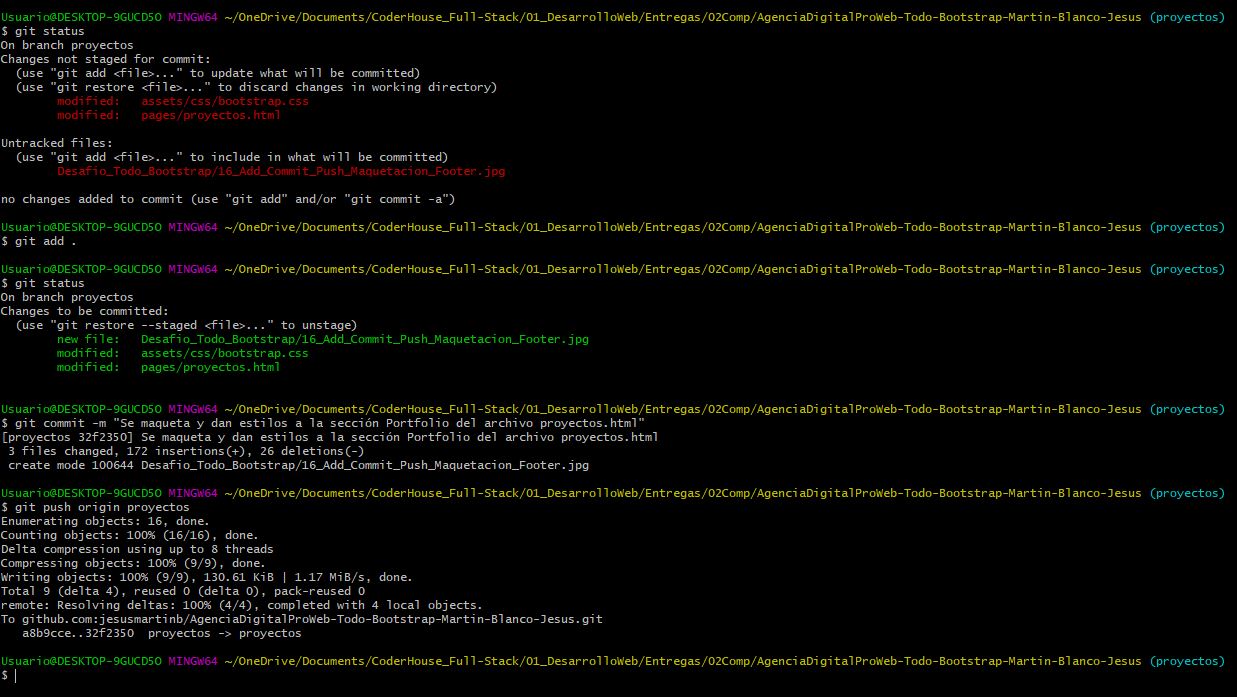 Usuario@DESKTOP-9GUCD5O MINGW64 ~/OneDrive/Documents/CoderHouse_Full-Stack/01_DesarrolloWeb/Entregas/02Comp/AgenciaDigitalProWeb-Todo-Bootstrap-Martin-Blanco-Jesus (proyectos)
$ git status
On branch proyectos
Changes not staged for commit:
  (use "git add <file>..." to update what will be committed)
  (use "git restore <file>..." to discard changes in working directory)
        modified:   assets/css/bootstrap.css
        modified:   pages/proyectos.html

Untracked files:
  (use "git add <file>..." to include in what will be committed)
        Desafio_Todo_Bootstrap/16_Add_Commit_Push_Maquetacion_Footer.jpg

no changes added to commit (use "git add" and/or "git commit -a")

Usuario@DESKTOP-9GUCD5O MINGW64 ~/OneDrive/Documents/CoderHouse_Full-Stack/01_DesarrolloWeb/Entregas/02Comp/AgenciaDigitalProWeb-Todo-Bootstrap-Martin-Blanco-Jesus (proyectos)
$ git add .

Usuario@DESKTOP-9GUCD5O MINGW64 ~/OneDrive/Documents/CoderHouse_Full-Stack/01_DesarrolloWeb/Entregas/02Comp/AgenciaDigitalProWeb-Todo-Bootstrap-Martin-Blanco-Jesus (proyectos)
$ git status
On branch proyectos
Changes to be committed:
  (use "git restore --staged <file>..." to unstage)
        new file:   Desafio_Todo_Bootstrap/16_Add_Commit_Push_Maquetacion_Footer.jpg
        modified:   assets/css/bootstrap.css
        modified:   pages/proyectos.html

Usuario@DESKTOP-9GUCD5O MINGW64 ~/OneDrive/Documents/CoderHouse_Full-Stack/01_DesarrolloWeb/Entregas/02Comp/AgenciaDigitalProWeb-Todo-Bootstrap-Martin-Blanco-Jesus (proyectos)
$ git commit -m "Se maqueta y dan estilos a la sección Portfolio del archivo proyectos.html"
[proyectos 32f2350] Se maqueta y dan estilos a la sección Portfolio del archivo proyectos.html
 3 files changed, 172 insertions(+), 26 deletions(-)
 create mode 100644 Desafio_Todo_Bootstrap/16_Add_Commit_Push_Maquetacion_Footer.jpg

Usuario@DESKTOP-9GUCD5O MINGW64 ~/OneDrive/Documents/CoderHouse_Full-Stack/01_DesarrolloWeb/Entregas/02Comp/AgenciaDigitalProWeb-Todo-Bootstrap-Martin-Blanco-Jesus (proyectos)
$ git push origin proyectos
Enumerating objects: 16, done.
Counting objects: 100% (16/16), done.
Delta compression using up to 8 threads
Compressing objects: 100% (9/9), done.
Writing objects: 100% (9/9), 130.61 KiB | 1.17 MiB/s, done.
Total 9 (delta 4), reused 0 (delta 0), pack-reused 0
remote: Resolving deltas: 100% (4/4), completed with 4 local objects.
To github.com:jesusmartinb/AgenciaDigitalProWeb-Todo-Bootstrap-Martin-Blanco-Jesus.git
   a8b9cce..32f2350  proyectos -> proyectos

Usuario@DESKTOP-9GUCD5O MINGW64 ~/OneDrive/Documents/CoderHouse_Full-Stack/01_DesarrolloWeb/Entregas/02Comp/AgenciaDigitalProWeb-Todo-Bootstrap-Martin-Blanco-Jesus (proyectos)
$